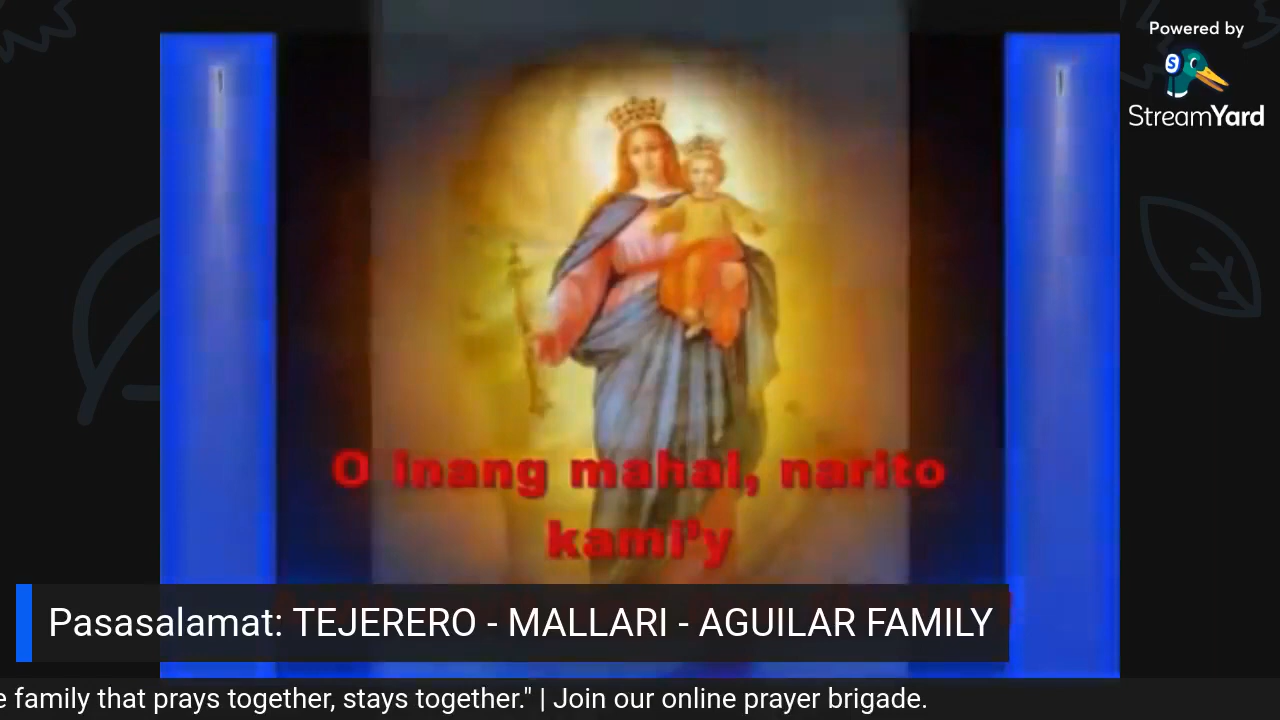 Powered by
StreamYard
O inang mahal, narito
kami'y
Pasasalamat: TEJERERO - MALLARI - AGUILAR FAMILY
family that prays together, stays together." | Join our online prayer brigade.